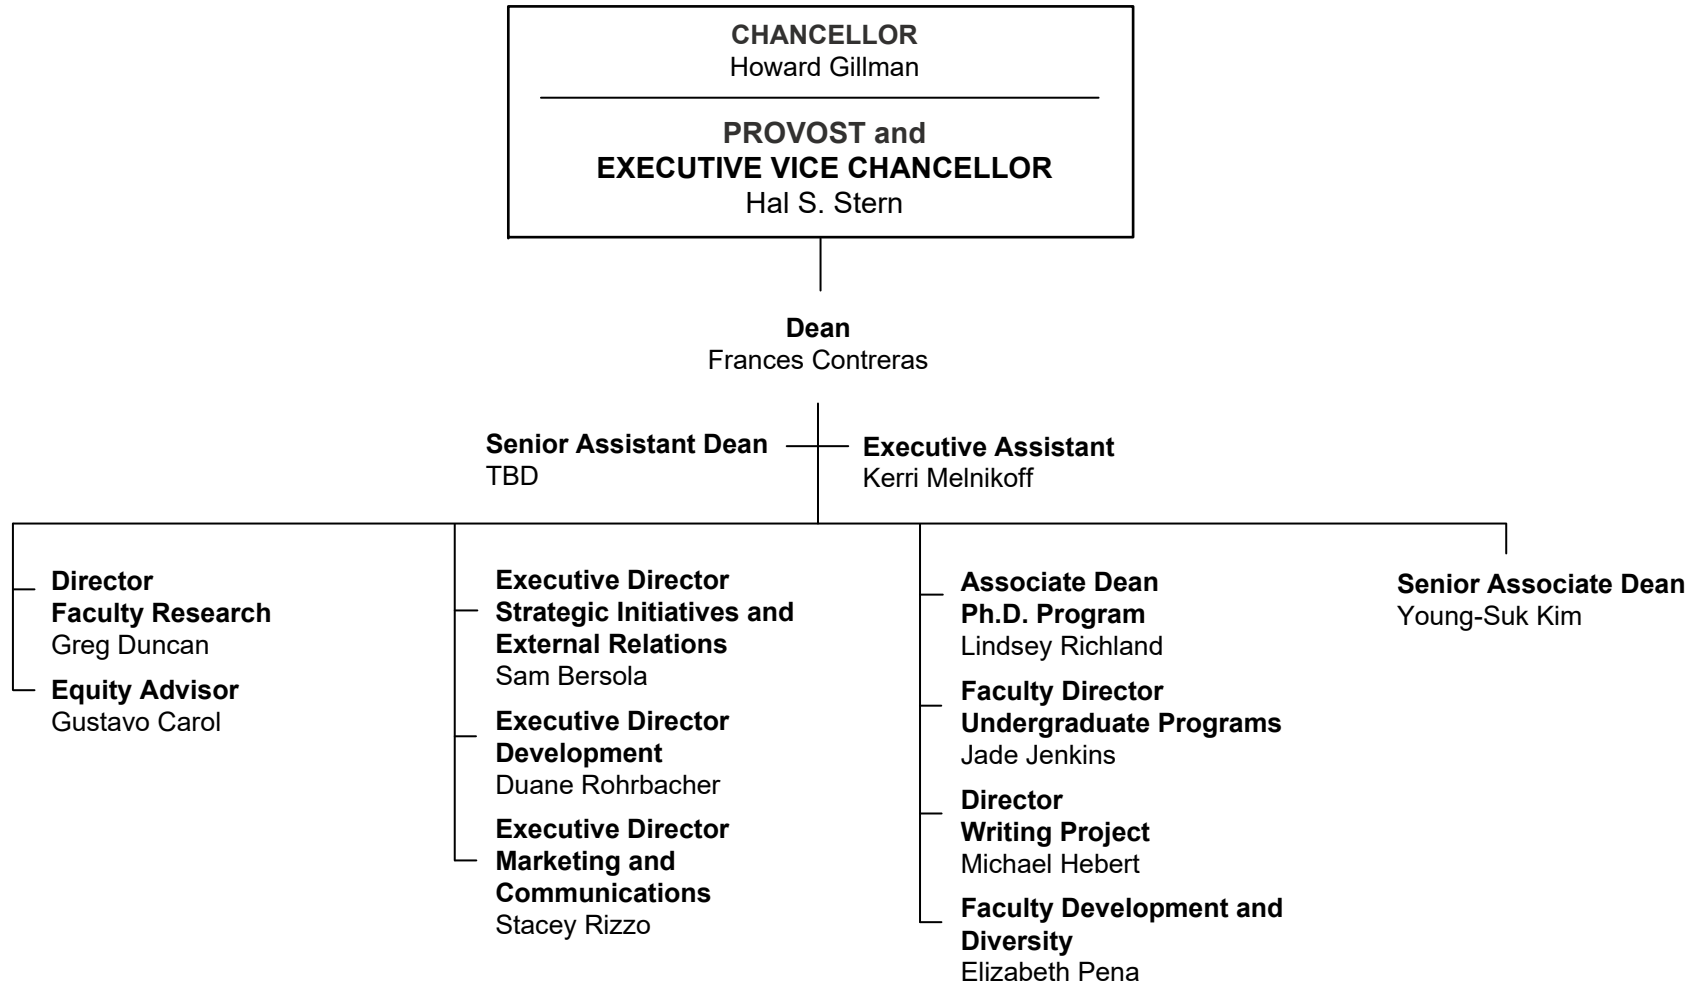 CHANCELLOR
Howard Gillman
PROVOST and
EXECUTIVE VICE CHANCELLOR
Hal S. Stern
Dean
Frances Contreras
Senior Assistant Dean
TBD
Executive Assistant
Kerri Melnikoff
Director
Faculty Research
Greg Duncan
Equity Advisor
Gustavo Carol
Executive Director
Strategic Initiatives and
External Relations
Sam Bersola
Executive Director
Development
Duane Rohrbacher
Executive Director
Marketing and
Communications
Stacey Rizzo
Associate Dean
Ph.D. Program
Lindsey Richland
Faculty Director
Undergraduate Programs
Jade Jenkins
Director
Writing Project
Michael Hebert
Faculty Development and
Diversity
Elizabeth Pena
Senior Associate Dean
Young-Suk Kim